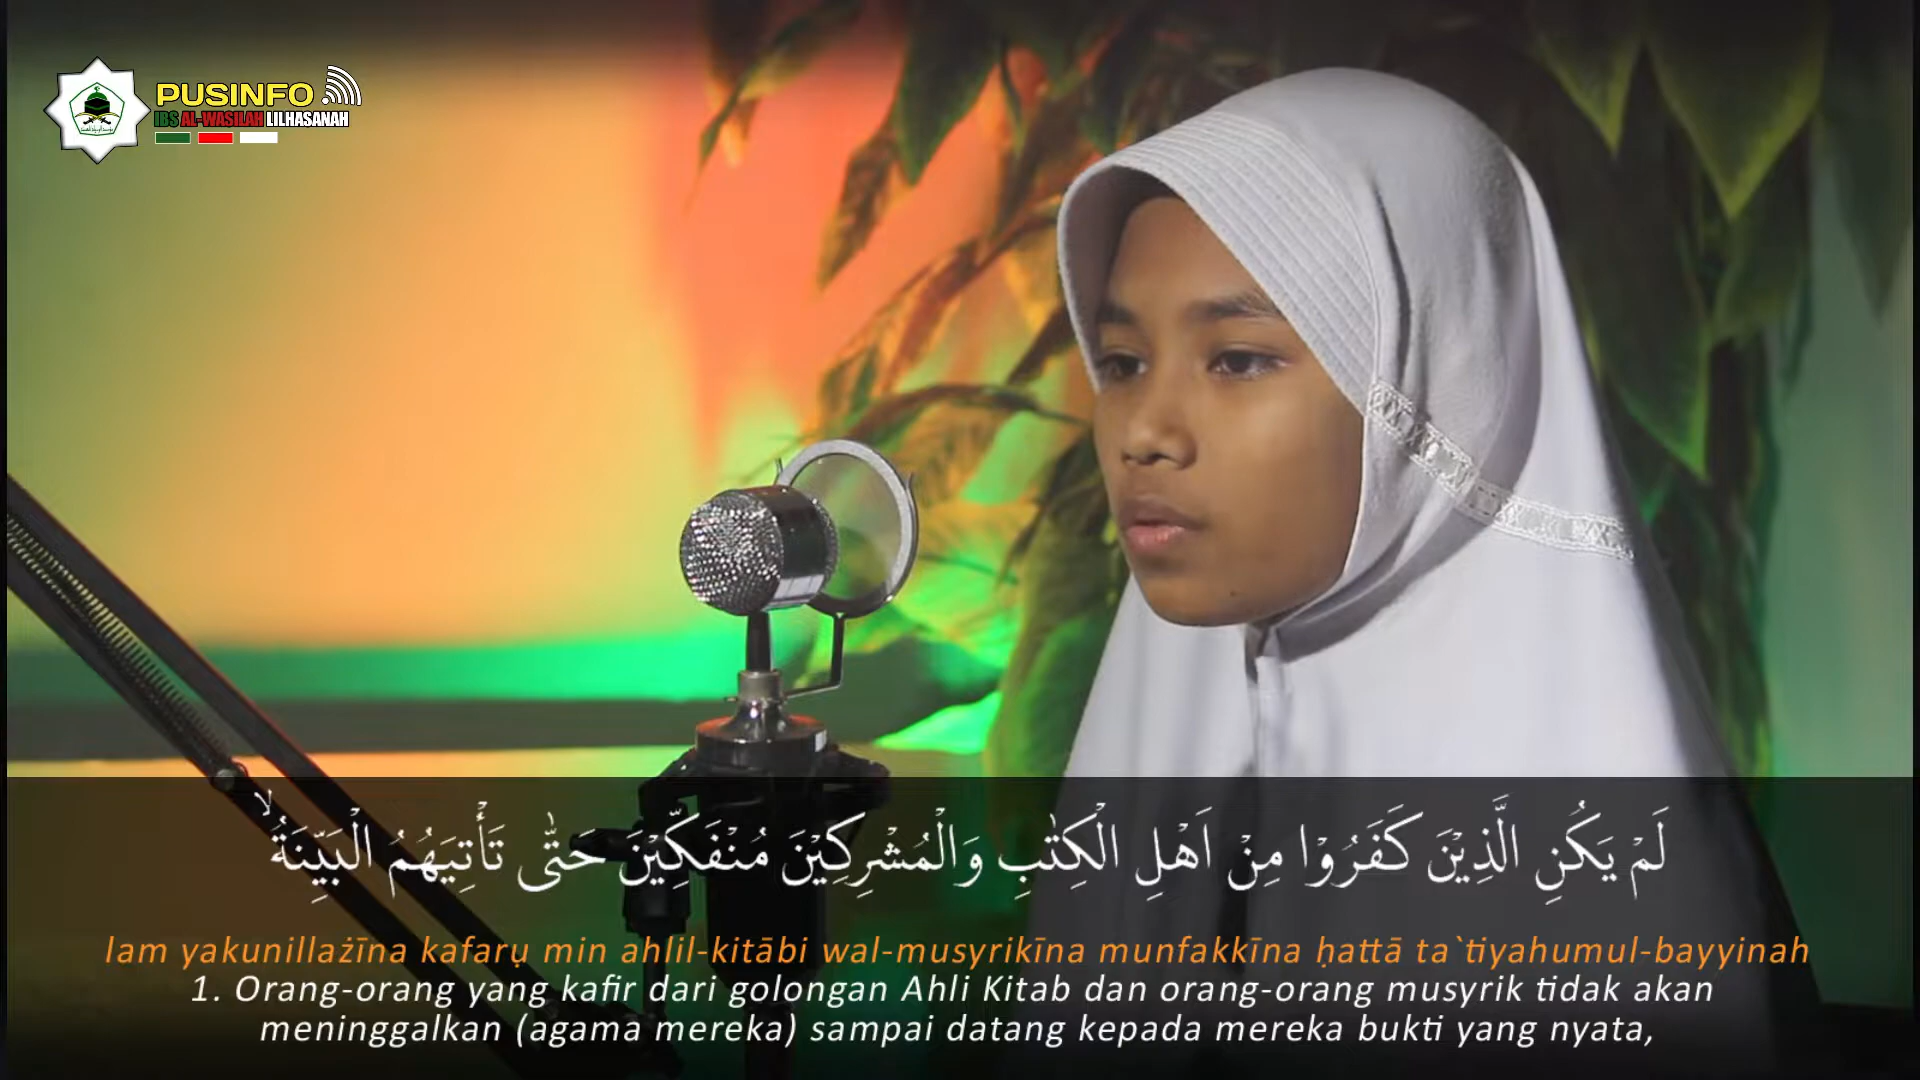 PUSINFO
IBS AL-WASILAH LILHASANAH
لَمْ يَكُنِ الَّذِيْنَ كَفَرُوْا مِنْ اَهْلِ الْكِتٰبِ وَالْمُشْرِكِيْنَ مُنْفَكِّيْنَ حَتّٰى تَأْتِيَهُمُ الْبَيِّنَةُۙ
lam yakunillażīna kafarụ min ahlil-kitābi wal-musyrikīna munfakkīna ḥattā ta`tiyahumul-bayyinah
1. Orang-orang yang kafir dari golongan Ahli Kitab dan orang-orang musyrik tidak akan
meninggalkan (agama mereka) sampai datang kepada mereka bukti yang nyata,